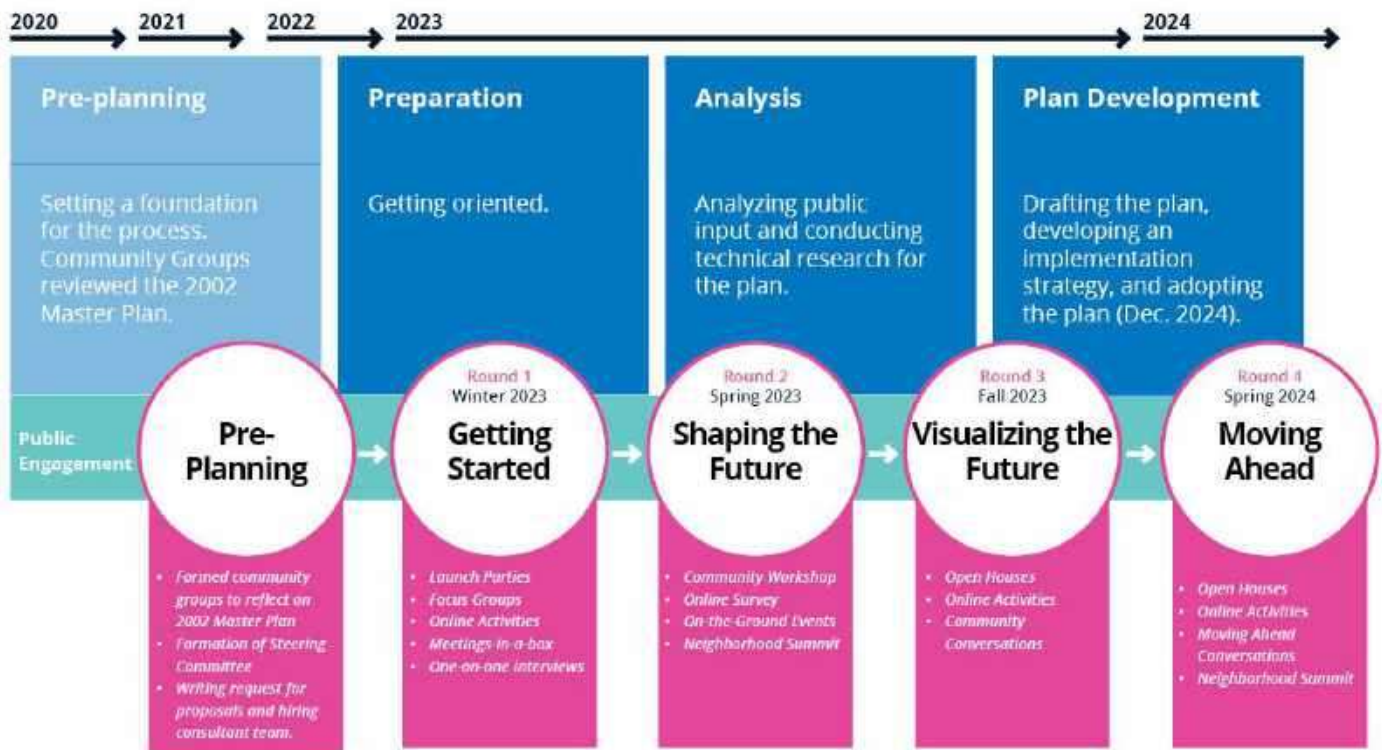 2020
2021
2022
2023
2024
Pre-planning
Setting a foundation
for the process.
Community Groups
reviewed the 2002
Master Plan.
Preparation
Getting oriented.
Analysis
Analyzing public
input and conducting
technical research for
the plan.
Plan Development
Drafting the plan,
developing an
implementation
strategy, and adopting
the plan (Dec. 2024).
Public
Engagement
Pre-
Planning
Round 1
Winter 2023
Getting
Started
Round 2
Spring 2023
Shaping the
Future
Round 3
Fall 2023
Visualizing the
Future
Round 4
Spring 2024
Moving
Ahead
• Formed community
groups to reflect on
2002 Master Plan
• Formation of Steering
Committee
• Writing request for
proposals and hiring
consultant team.
• Launch Parties
• Focus Groups
• Online Activities
• Meetings-in-a-box
• One-on-one interviews
• Community Workshop
• Online Survey
• On-the-Ground Events
• Neighborhood Summit
• Open Houses
• Online Activities
• Community
Conversations
• Open Houses
• Online Activities
• Moving Ahead
Conversations
• Neighborhood Summit